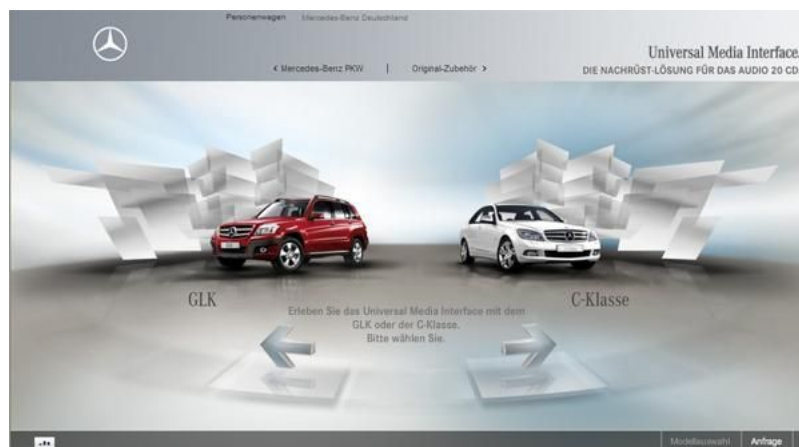 Personenwagen Mercedes-Benz Deutschland
< Mercedes-Benz PKW | Original-Zubehör >
Universal Media Interface.
DIE NACHRÜST-LÖSUNG FÜR DAS AUDIO 20 CD.
GLK
C-Klasse
Erleben Sie das Universal Media Interface mit dem
GLK oder der C-Klasse.
Bitte wählen Sie.
Modellauswahl Anfrage